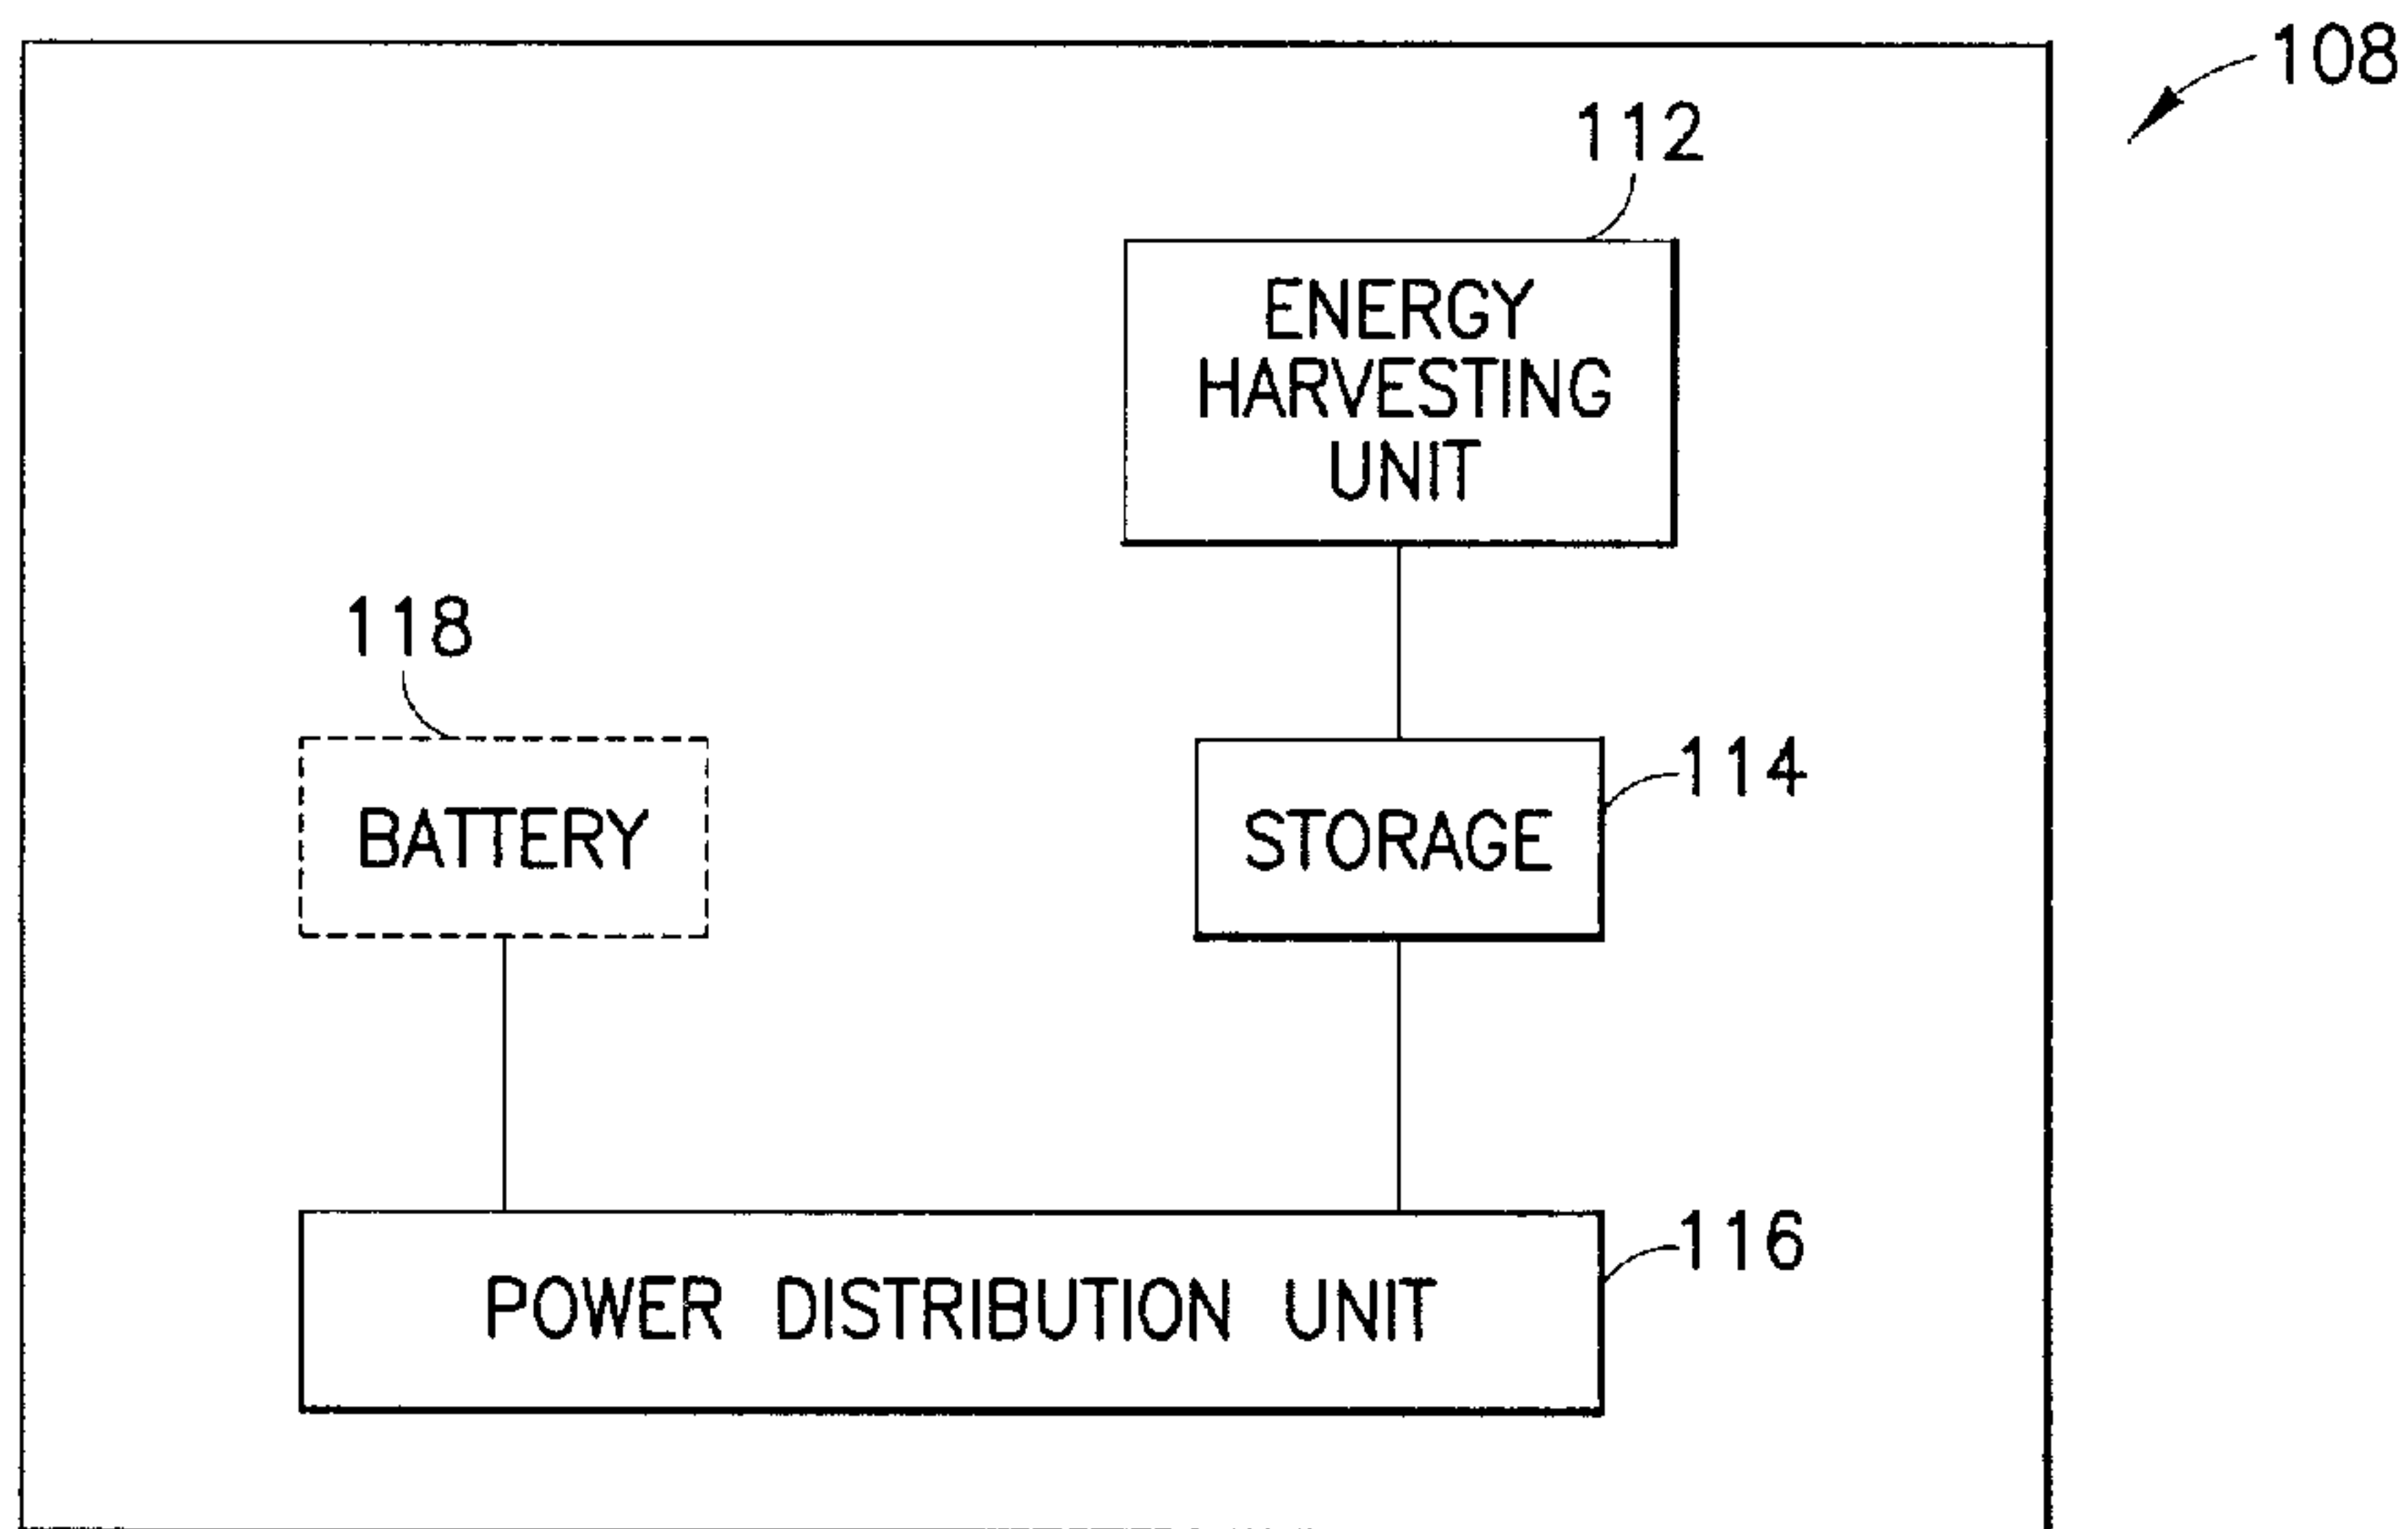 108
112
ENERGY
HARVESTING
UNIT
118
BATTERY
STORAGE
114
POWER DISTRIBUTION UNIT
116